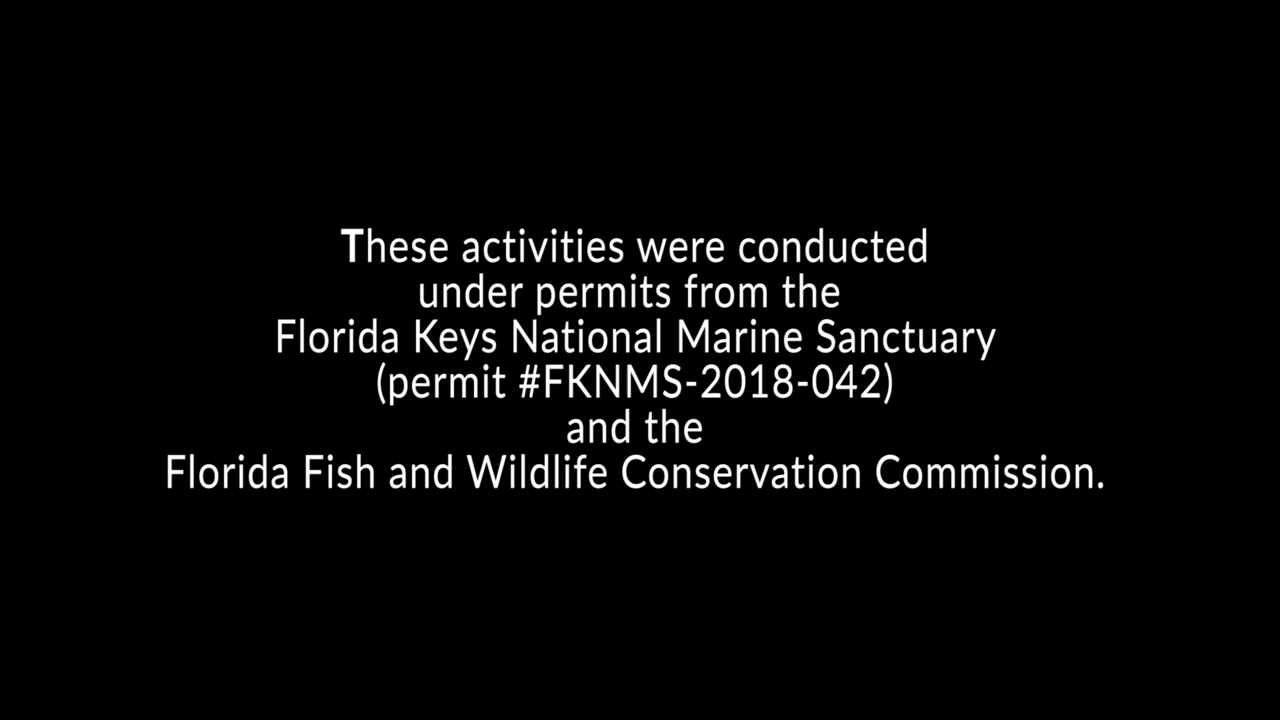 These activities were conducted
under permits from the
Florida Keys National Marine Sanctuary
(permit #FKNMS-2018-042)
and the
Florida Fish and Wildlife Conservation Commission.